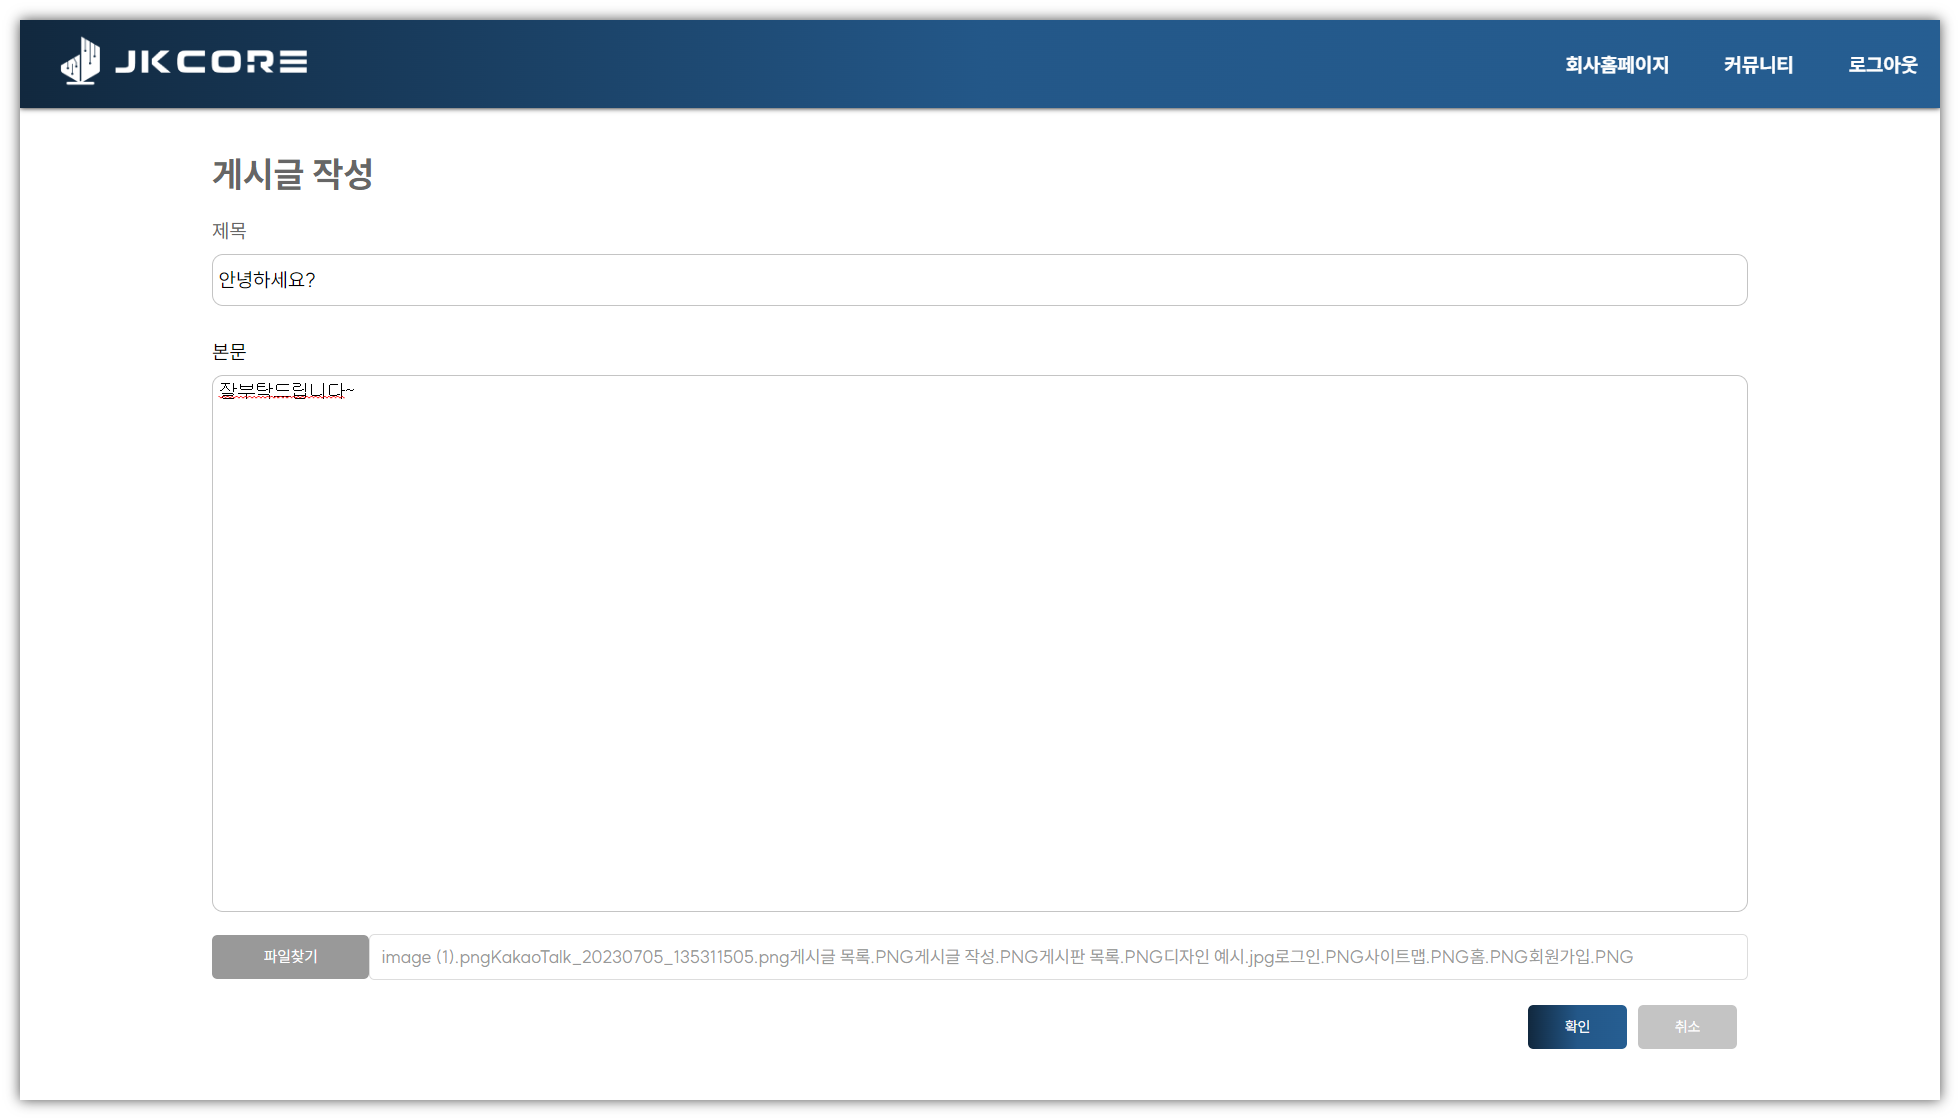 JKCORE
회사홈페이지 커뮤니티 로그아웃
게시글 작성
제목
안녕하세요?
본문
잘부탁드립니다~
파일찾기 image (1).pngKakaoTalk_20230705_135311505.png게시글 목록.PNG게시글 작성.PNG게시판 목록.PNG디자인 예시.jpg로그인.PNG사이트맵.PNG홈.PNG회원가입.PNG
확인 취소